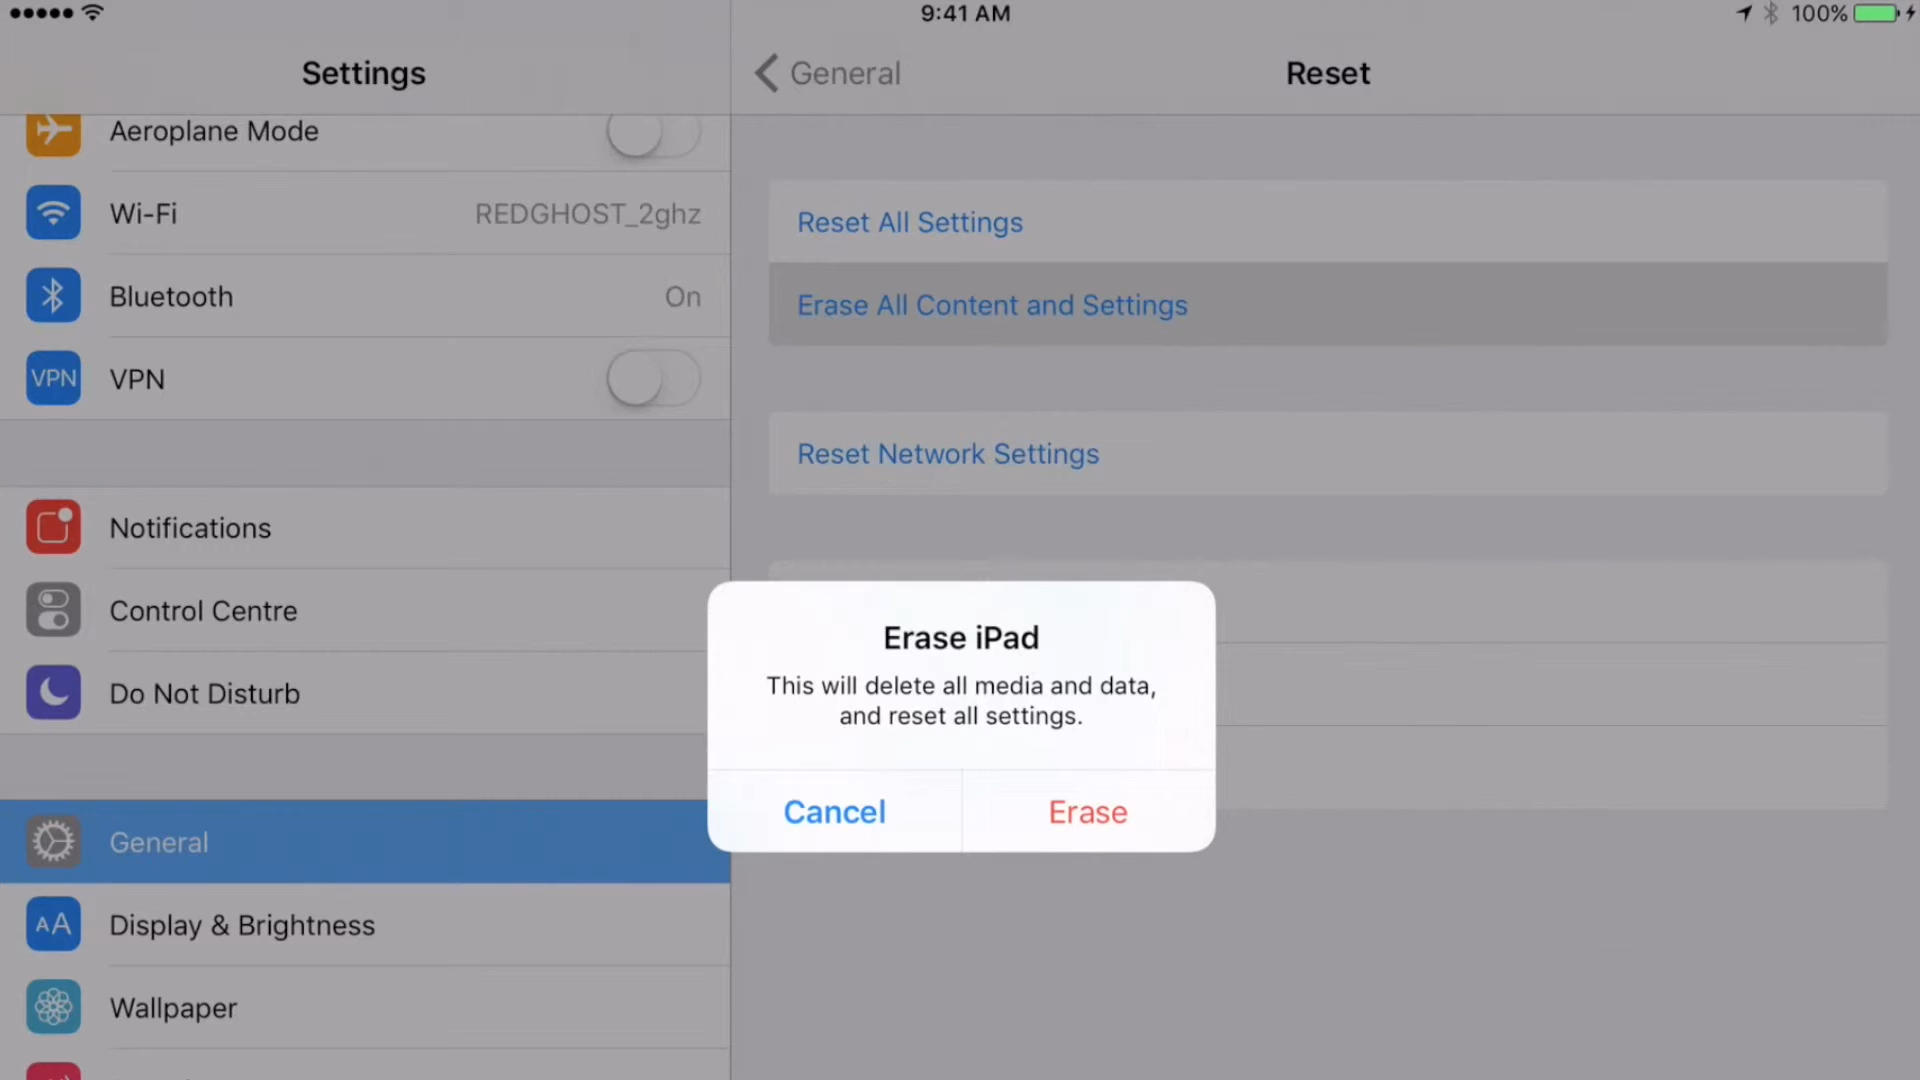 9:41 AM
100%
Settings
General
Reset
Aeroplane Mode
Wi-Fi
REDGHOST_2ghz
Bluetooth
On
VPN
VPN
Notifications
Control Centre
Do Not Disturb
General
AA
Display & Brightness
Wallpaper
Reset All Settings
Erase All Content and Settings
Reset Network Settings
Erase iPad
This will delete all media and data,
and reset all settings.
Cancel
Erase